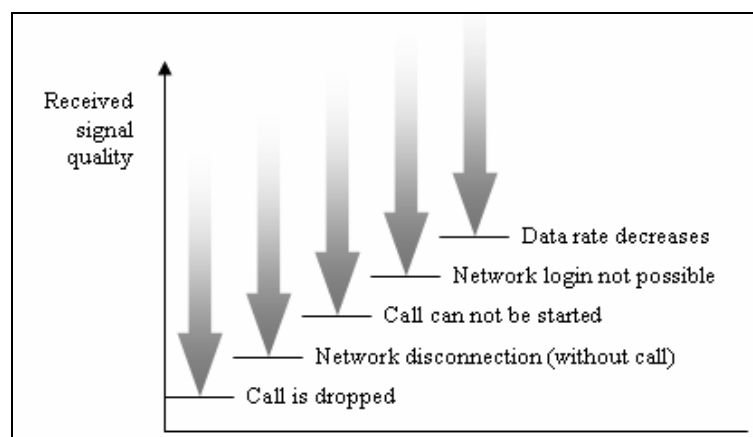 Received
signal
quality
Data rate decreases
Network login not possible
Call can not be started
Network disconnection (without call)
Call is dropped